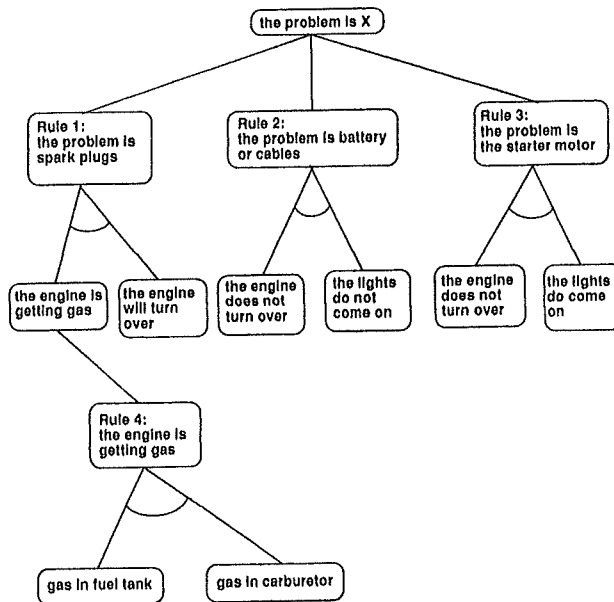 the problem is X
Rule 1:
the problem is
spark plugs
Rule 2:
the problem is battery
or cables
Rule 3:
the problem is
the starter motor
the engine is
getting gas
the engine
will turn
over
the engine
does not
turn over
the lights
do not
come on
the engine
does not
turn over
the lights
do come
on
Rule 4:
the engine is
getting gas
gas in fuel tank
gas in carburetor